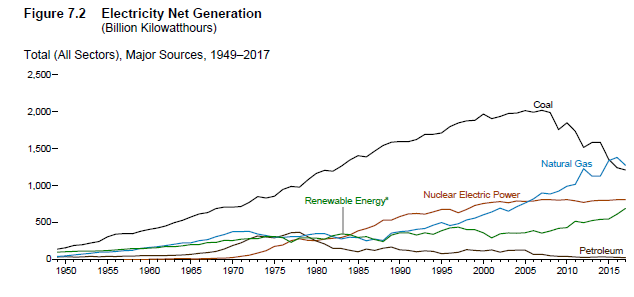 Figure 7.2 Electricity Net Generation
(Billion Kilowatthours)
Total (All Sectors), Major Sources, 1949–2017
2,500
2,000
Coal
1,500
Natural Gas
1,000
Renewable Energyª
Nuclear Electric Power
500
Petroleum
0
1950 1955 1960 1965 1970 1975 1980 1985 1990 1995 2000 2005 2010 2015